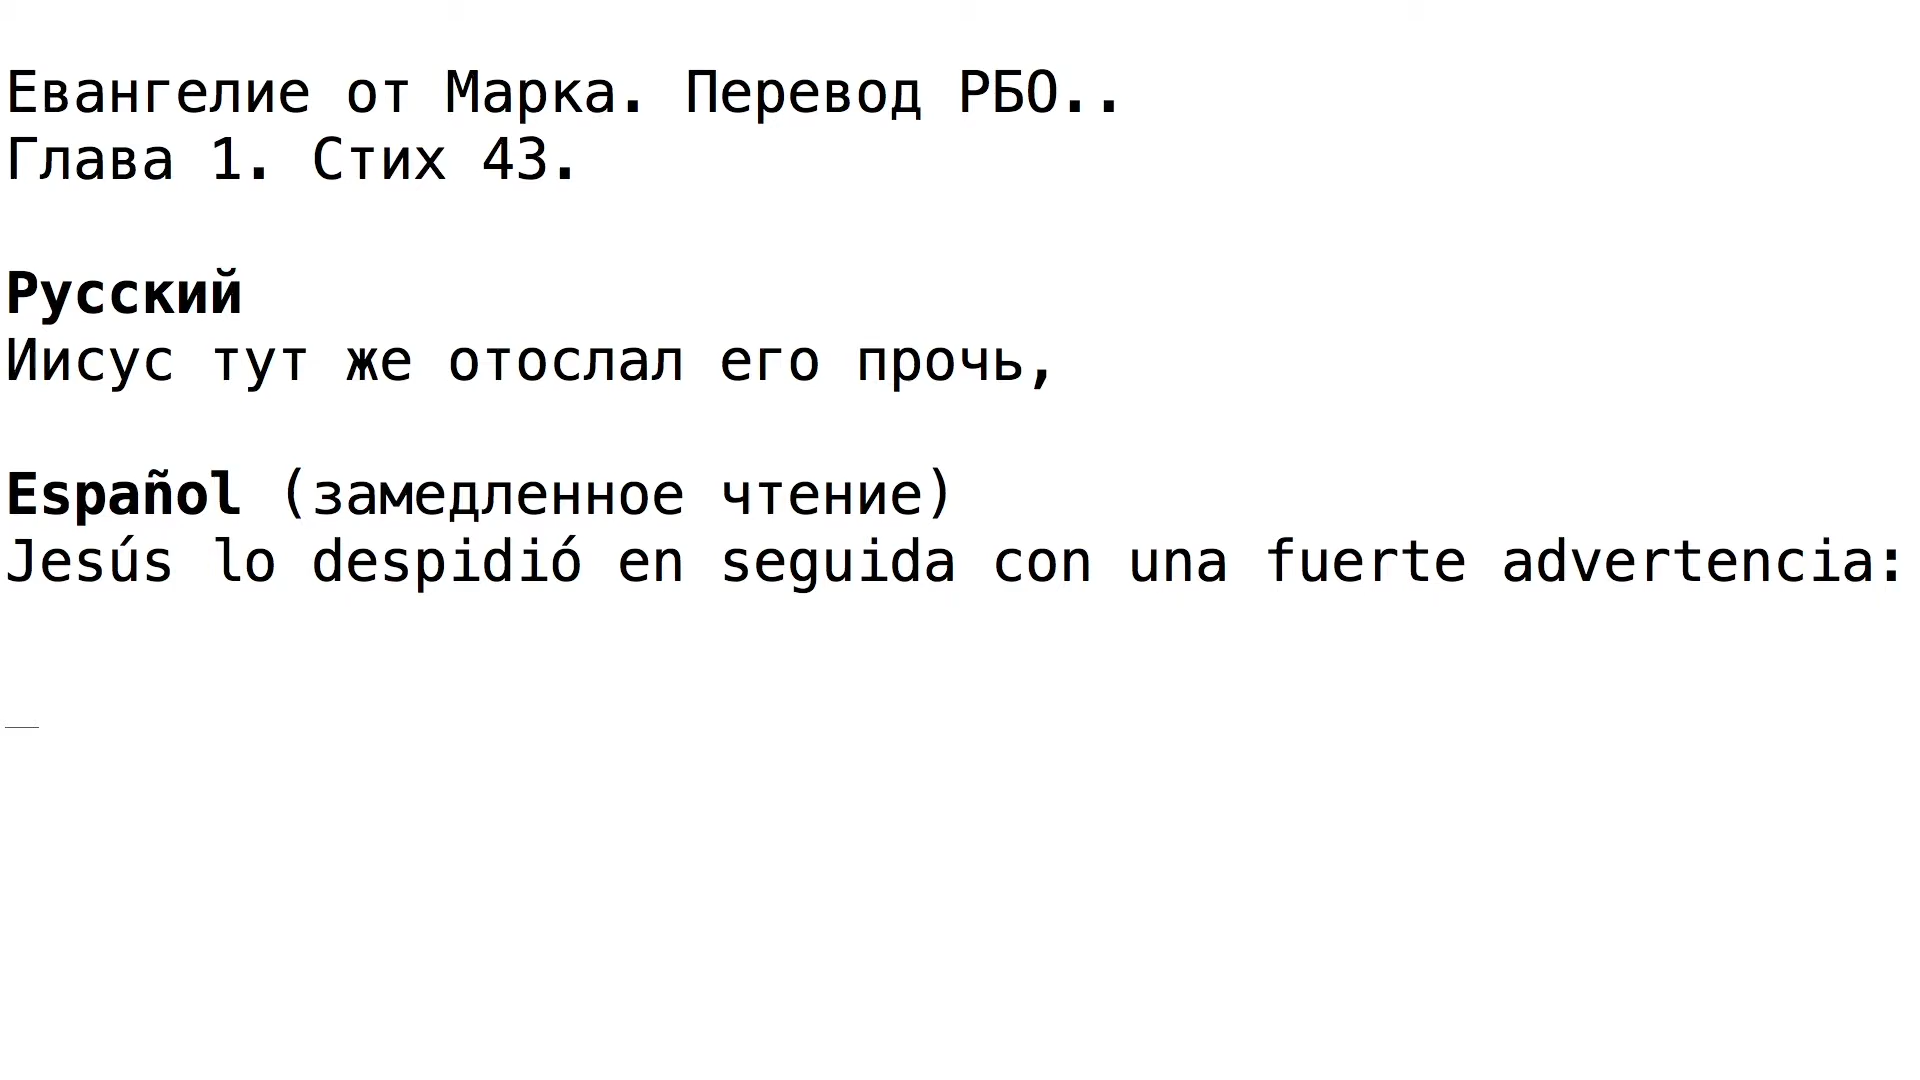 Евангелие от Марка. Перевод РБО..
Глава 1. Стих 43.
Русский
Иисус тут же отослал его прочь,
Español (замедленное чтение)
Jesús lo despidió en seguida con una fuerte advertencia: